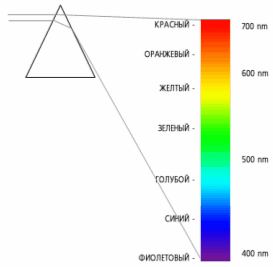 КРАСНЫЙ - 700 nm
ОРАНЖЕВЫЙ -
600 nm
ЖЕЛТЫЙ -
ЗЕЛЕНЫЙ -
500 nm
ГОЛУБОЙ -
СИНИЙ -
ФИОЛЕТОВЫЙ - 400 nm